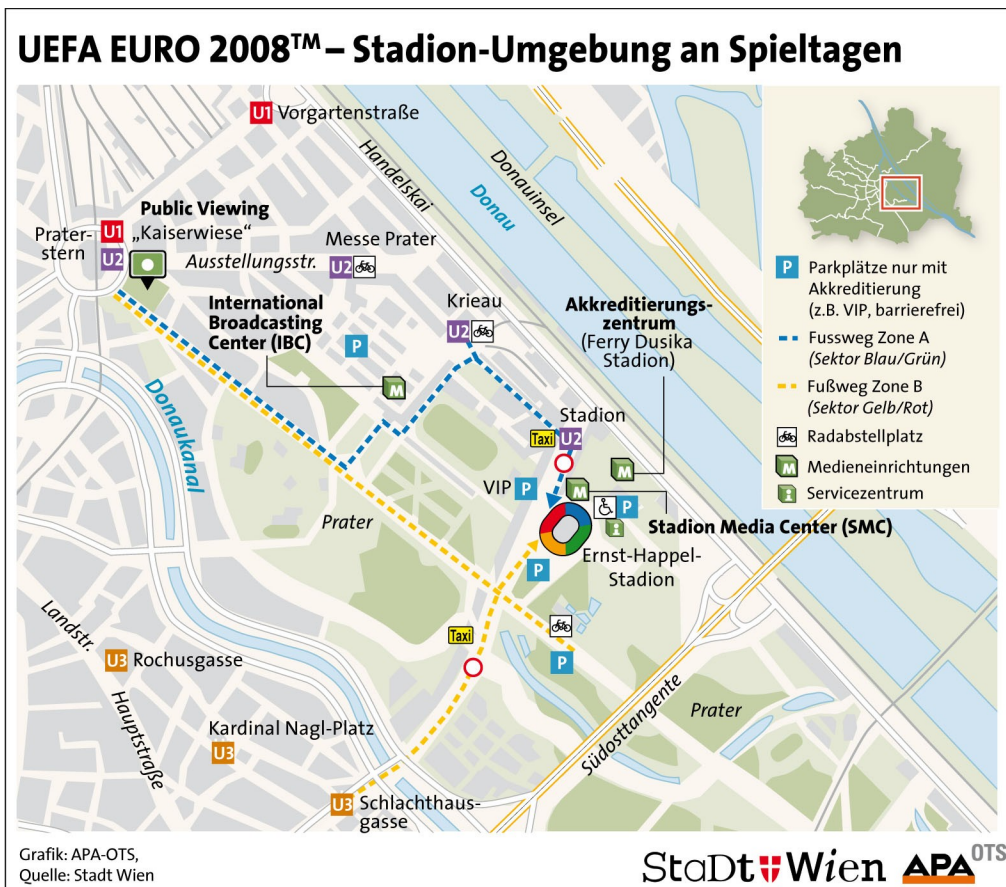 UEFA EURO 2008™ – Stadion-Umgebung an Spieltagen
U1 Vorgartenstraße
Handelskai
Donau
Donauinsel
Public Viewing
„Kaiserwiese“
Prater-
stern
U1
U2
Ausstellungsstr.
Messe Prater
U2
International
Broadcasting
Center (IBC)
P
M
Krieau
U2
Akkreditierungs-
zentrum
(Ferry Dusika
Stadion)
Donaukanal
Stadion
Taxi
U2
M
VIP P
M
P
Stadion Media Center (SMC)
Ernst-Happel-
Stadion
P
Prater
Taxi
P
Landstr.
Hauptstraße
U3 Rochusgasse
Kardinal Nagl-Platz
U3
U3 Schlachthaus-
gasse
Südosttangente
Prater
P Parkplätze nur mit
Akkreditierung
(z.B. VIP, barrierefrei)
Fussweg Zone A
(Sektor Blau/Grün)
Fußweg Zone B
(Sektor Gelb/Rot)
Radabstellplatz
M Medieneinrichtungen
i Servicezentrum
Grafik: APA-OTS,
Quelle: Stadt Wien
StaDt Wien
APA OTS